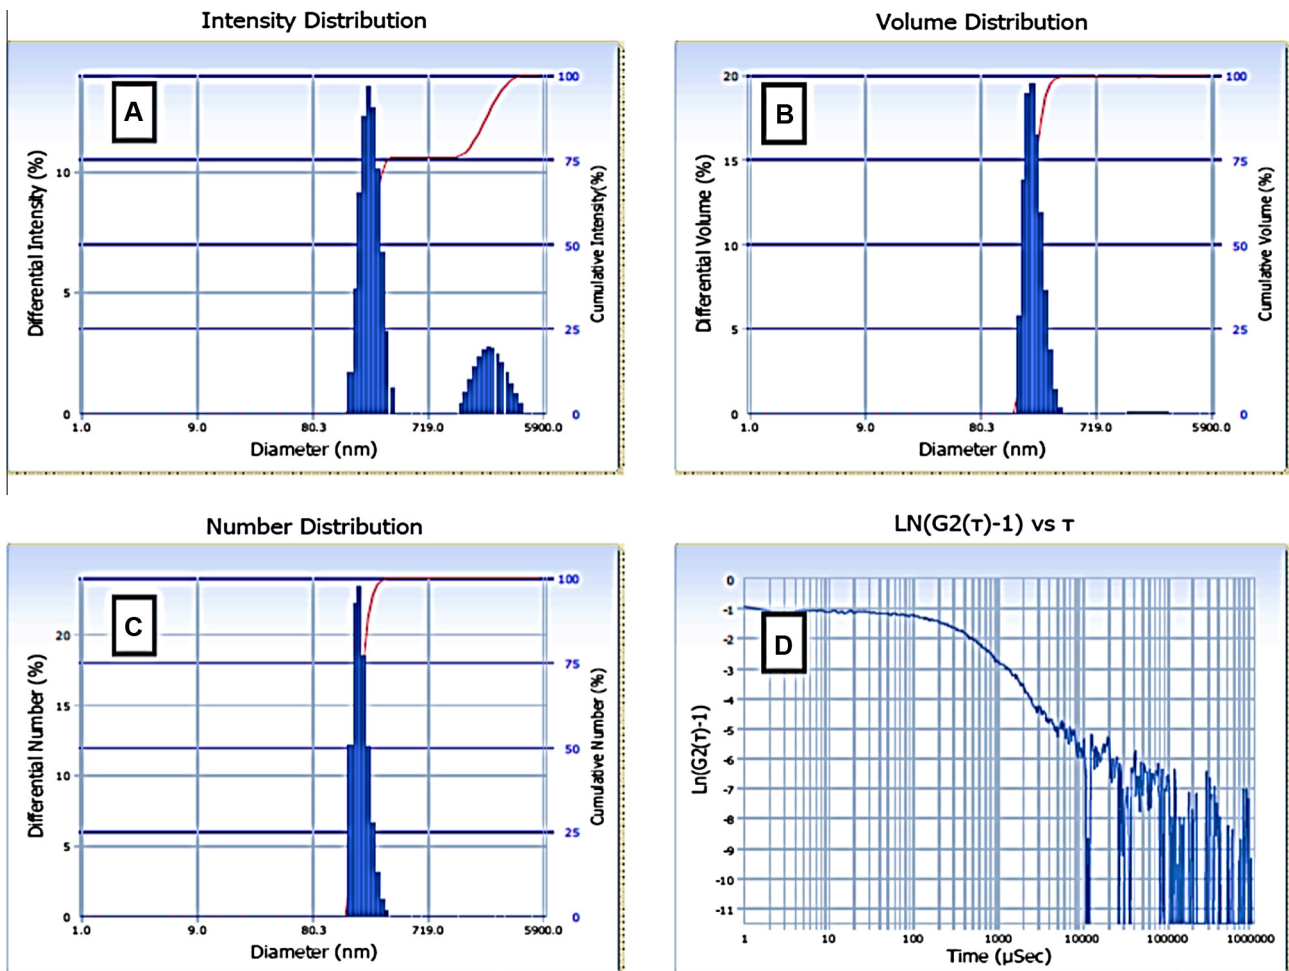 Intensity Distribution
A
Differential Intensity (%)
10
5
0
100
75
50
25
0
Cumulative Intensity(%)
1.0 9.0 80.3 719.0 5900.0
Diameter (nm)
Volume Distribution
B
Differential Volume (%)
20
15
10
5
0
100
75
50
25
0
Cumulative Volume (%)
1.0 9.0 80.3 719.0 5900.0
Diameter (nm)
Number Distribution
C
Differential Number (%)
20
15
10
5
0
100
75
50
25
0
Cumulative Number (%)
1.0 9.0 80.3 719.0 5900.0
Diameter (nm)
LN(G2(τ)-1) vs τ
D
Ln(G2(τ)-1)
0
-1
-2
-3
-4
-5
-6
-7
-8
-9
-10
-11
1 10 100 1000 10000 100000 1000000
Time (µSec)